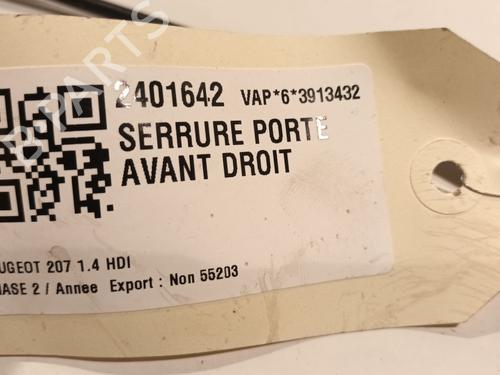 2401642 VAP*6*3913432
SERRURE PORTE
AVANT DROIT
UGEOT 207 1.4 HDI
HASE 2 / Annee Export : Non 55203
B-PARTS